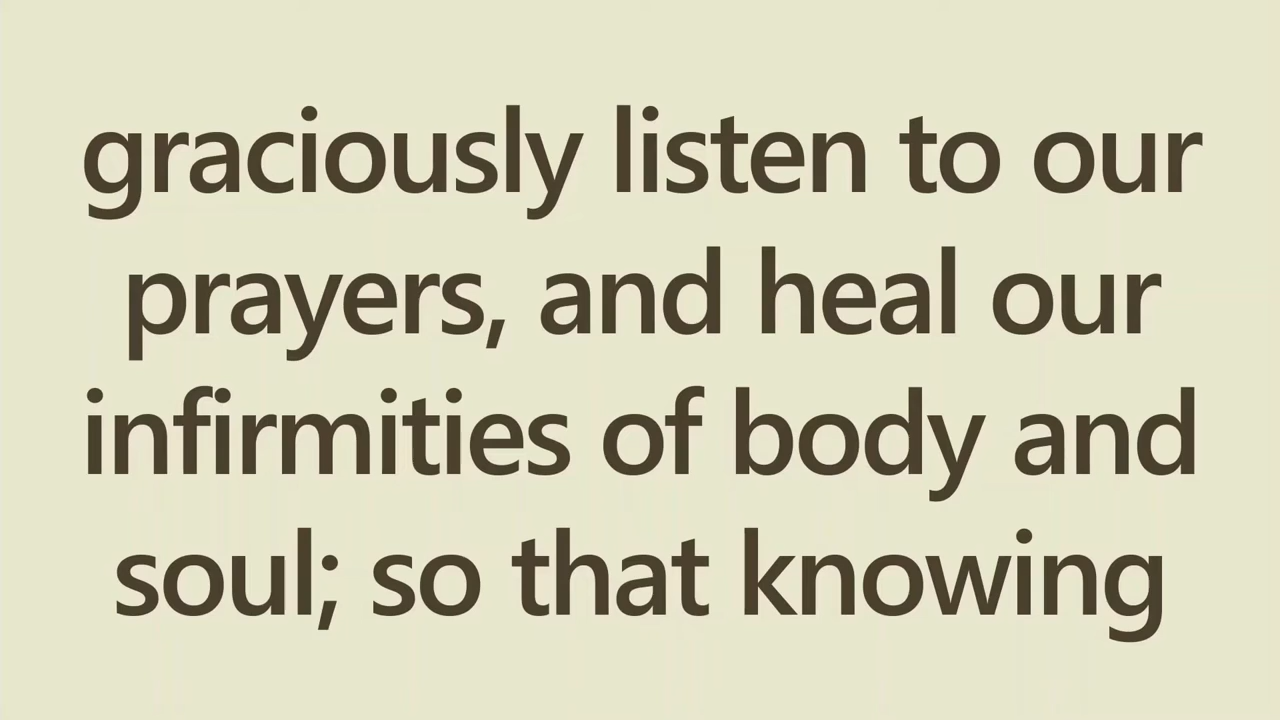 graciously listen to our
prayers, and heal our
infirmities of body and
soul; so that knowing